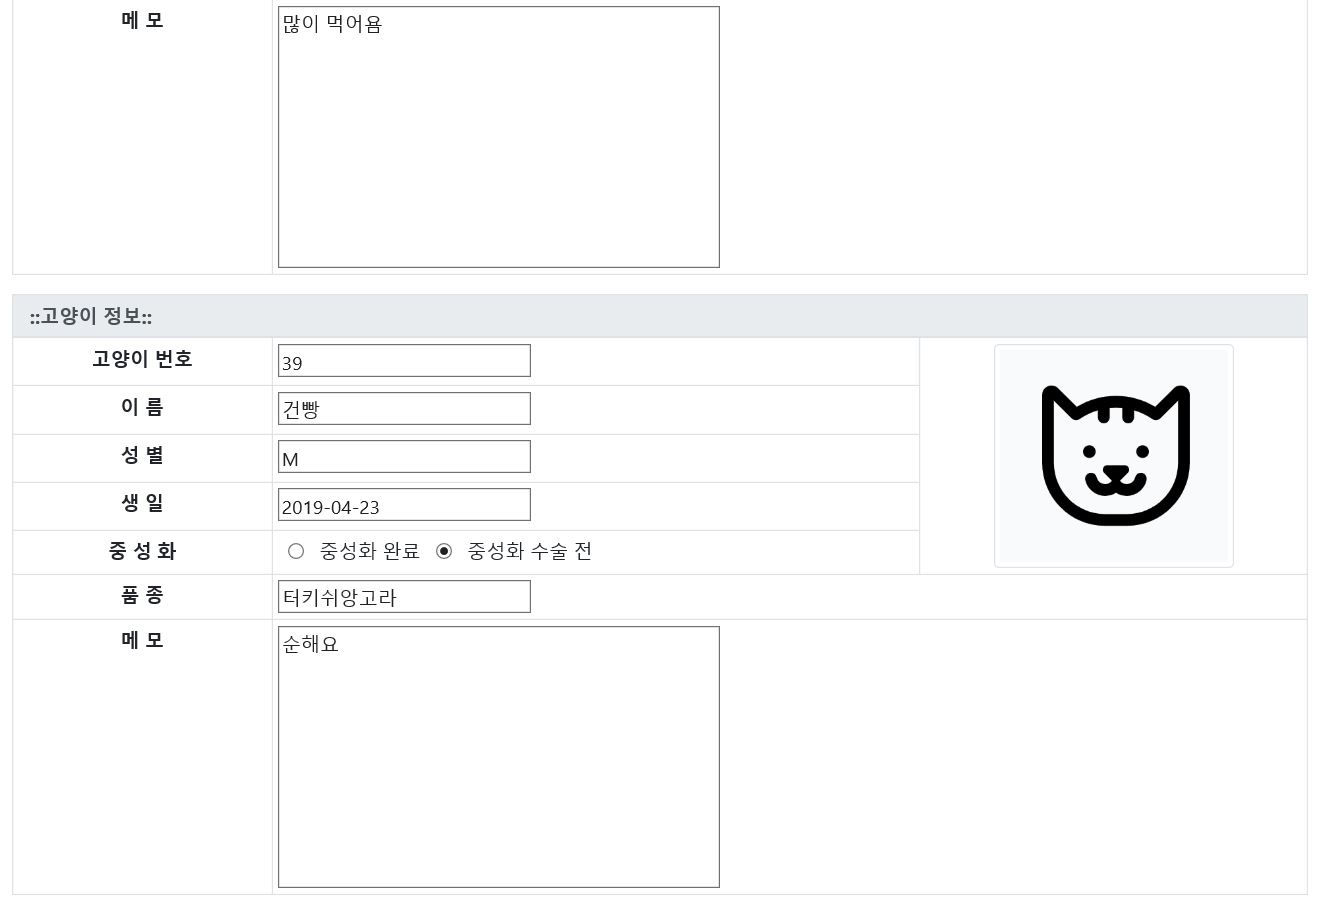 메 모
많이 먹어욤
::고양이 정보::
고양이 번호
39
이 름
건빵
성 별
M
생 일
2019-04-23
중 성 화
중성화 완료 중성화 수술 전
품 종
터키쉬앙고라
메 모
순해요